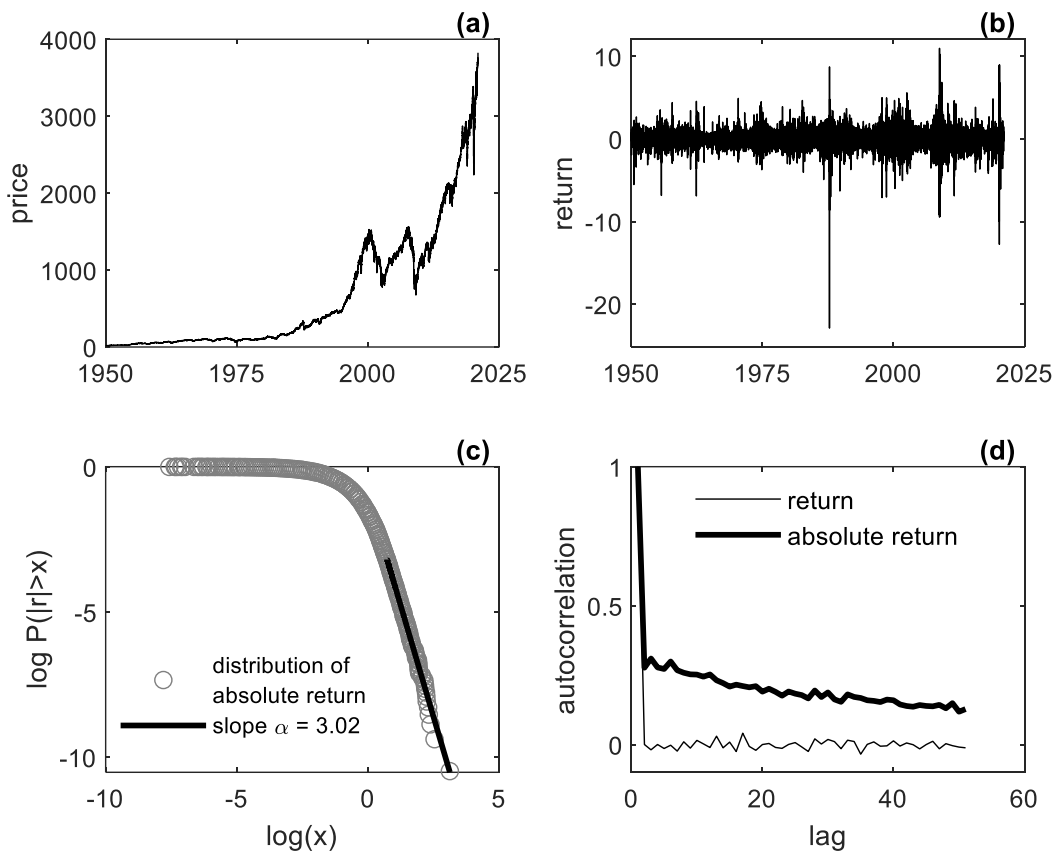 (a)
4000
3000
2000
1000
0
price
1950
1975
2000
2025
(b)
10
0
-10
-20
return
1950
1975
2000
2025
(c)
0
-5
-10
log P(|r|>x)
distribution of
absolute return
slope α = 3.02
-10
-5
0
5
log(x)
(d)
1
0.5
0
autocorrelation
return
absolute return
0
20
40
60
lag